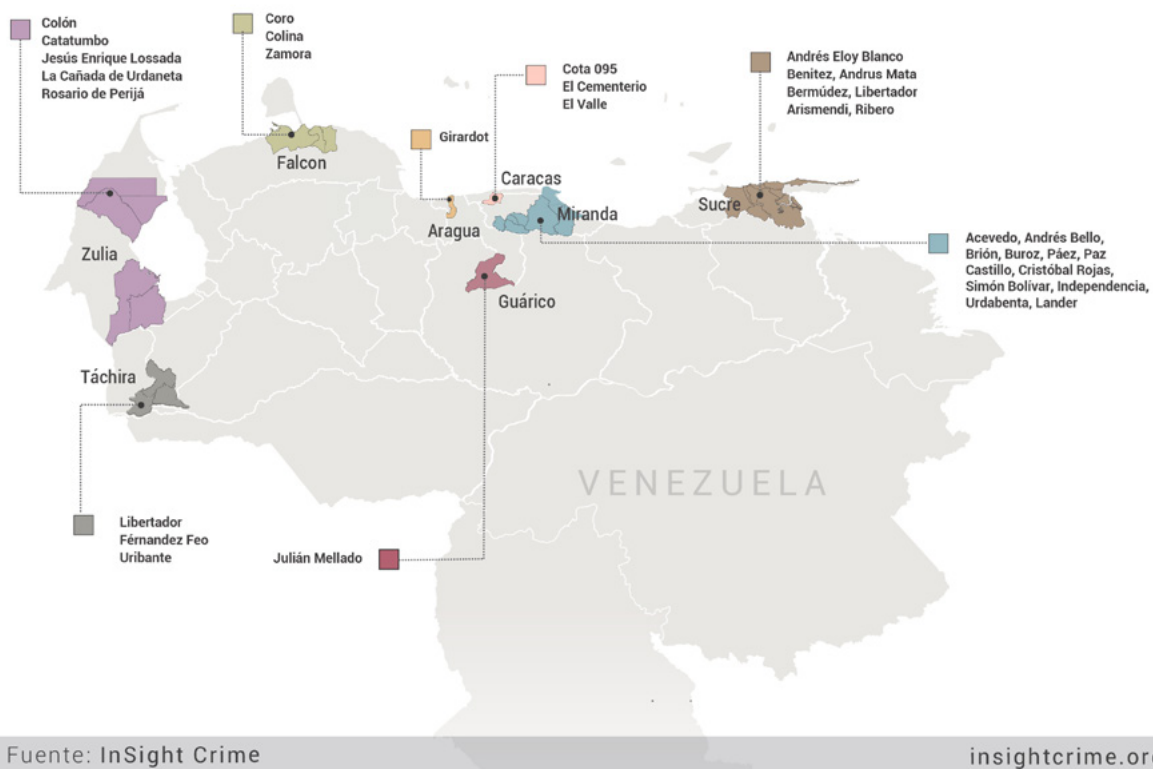 Colón
Catatumbo
Jesús Enrique Lossada
La Cañada de Urdaneta
Rosario de Perijá
Coro
Colina
Zamora
Cota 095
El Cementerio
El Valle
Andrés Eloy Blanco
Benitez, Andrus Mata
Bermúdez, Libertador
Arismendi, Ribero
Girardot
Falcon
Caracas
Aragua
Miranda
Sucre
Zulia
Acevedo, Andrés Bello,
Brión, Buroz, Páez, Paz
Castillo, Cristóbal Rojas,
Simón Bolívar, Independencia,
Urdabenta, Lander
Guárico
Táchira
VENEZUELA
Libertador
Férnandez Feo
Uribante
Julián Mellado
Fuente: InSight Crime
insightcrime.org